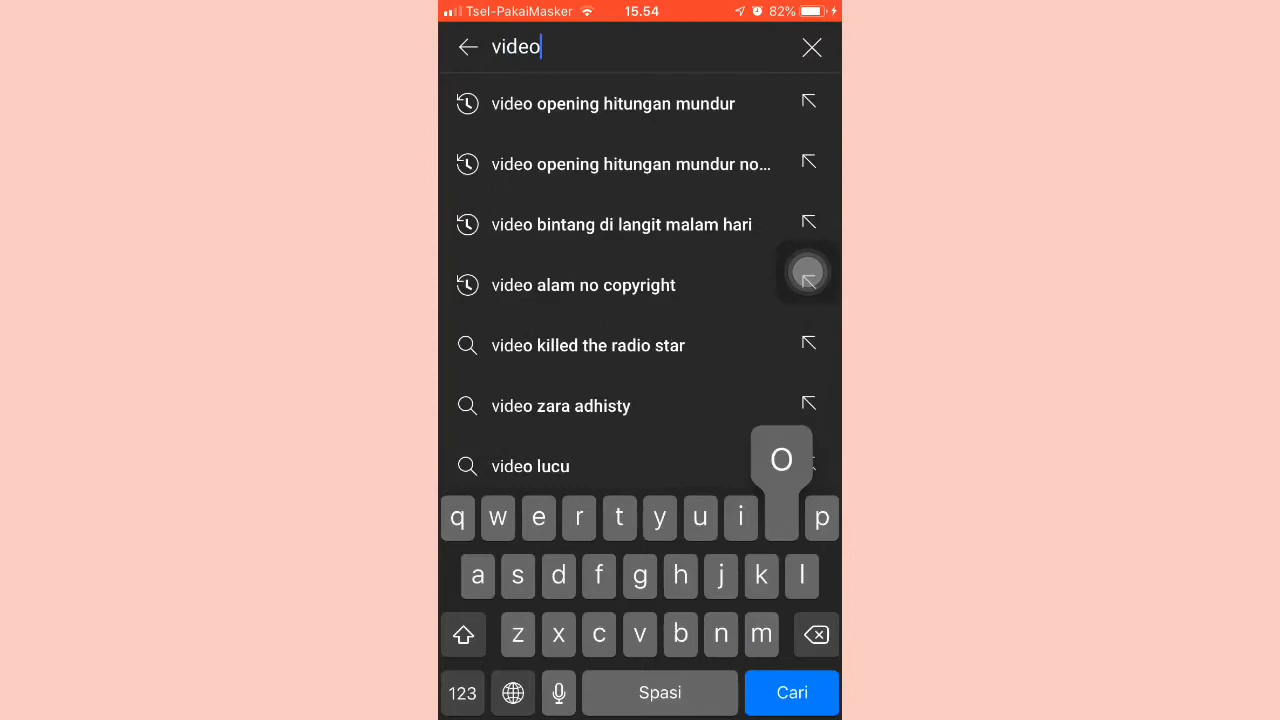 Tsel-PakaiMasker 15.54 82%
video
video opening hitungan mundur
video opening hitungan mundur no...
video bintang di langit malam hari
video alam no copyright
video killed the radio star
video zara adhisty
video lucu
O
q w e r t y u i p
a s d f g h j k l
z x c v b n m
123 Spasi Cari